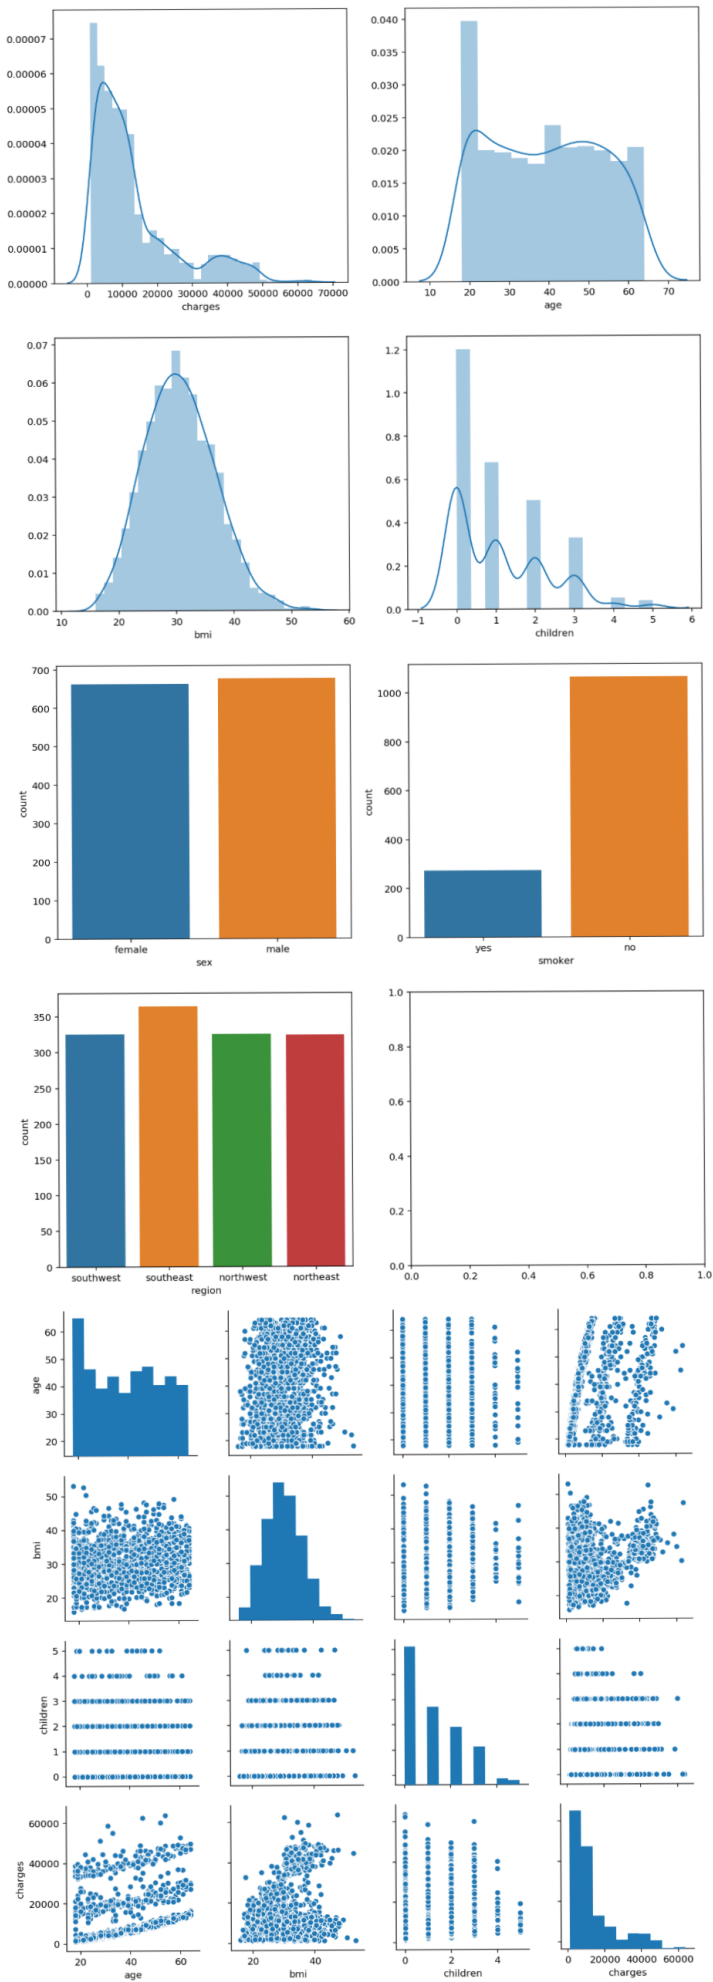 0.00007
0.00006
0.00005
0.00004
0.00003
0.00002
0.00001
0.00000
0 10000 20000 30000 40000 50000 60000 70000
charges
0.040
0.035
0.030
0.025
0.020
0.015
0.010
0.005
0.000
10 20 30 40 50 60 70
age
0.07
0.06
0.05
0.04
0.03
0.02
0.01
0.00
10 20 30 40 50 60
bmi
1.2
1.0
0.8
0.6
0.4
0.2
0.0
−1 0 1 2 3 4 5 6
children
700
600
500
400
300
200
100
0
count
female male
sex
1000
800
600
400
200
0
count
yes no
smoker
350
300
250
200
150
100
50
0
count
southwest southeast northwest northeast
region
1.0
0.8
0.6
0.4
0.2
0.0
0.0 0.2 0.4 0.6 0.8 1.0
60
50
40
30
20
age
50
40
30
20
bmi
5
4
3
2
1
0
children
60000
40000
20000
0
charges
20 40 60
age
20 40
bmi
0 2 4
children
0 20000 40000 60000
charges